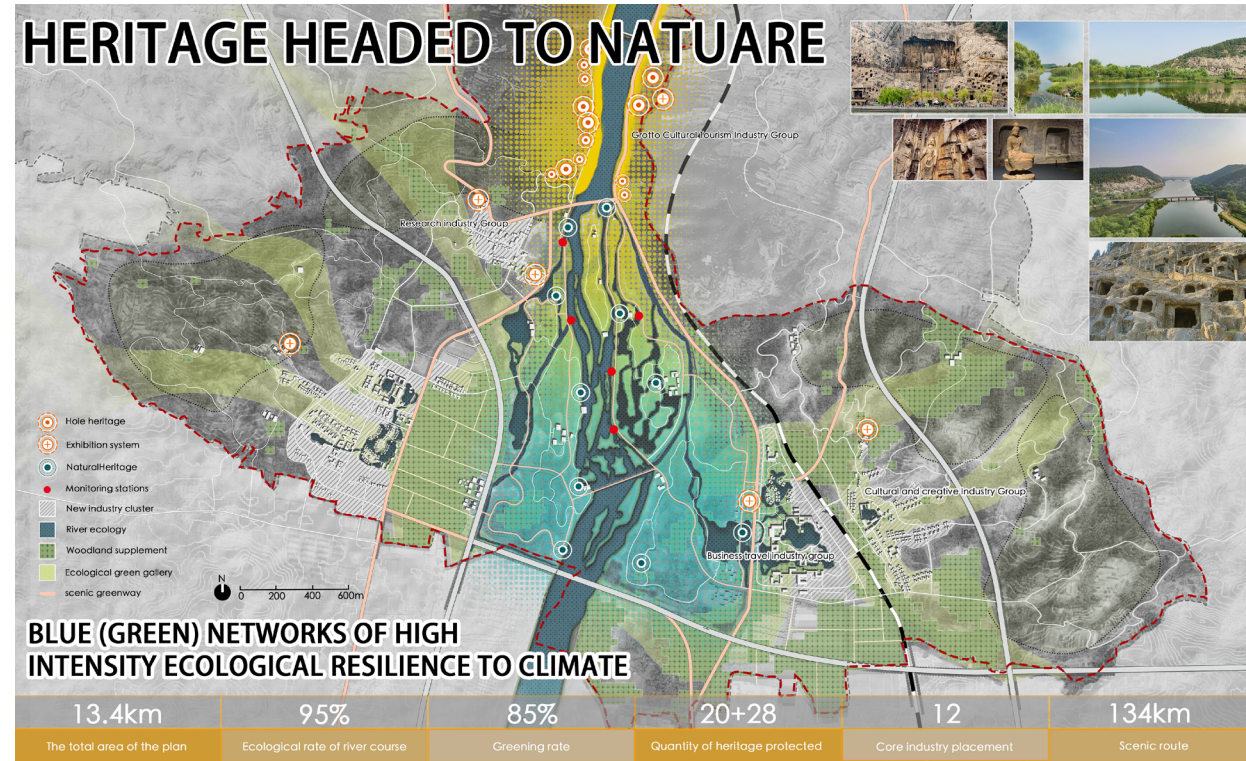 HERITAGE HEADED TO NATUARE
Grotto Cultural Tourism Industry Group
Research industry Group
Cultural and creative Industry Group
Business travel industry group
Hole heritage
Exhibition system
NaturalHeritage
Monitoring stations
New industry cluster
River ecology
Woodland supplement
Ecological green gallery
scenic greenway
N
0 200 400 600m
BLUE (GREEN) NETWORKS OF HIGH
INTENSITY ECOLOGICAL RESILIENCE TO CLIMATE
13.4km
The total area of the plan
95%
Ecological rate of river course
85%
Greening rate
20+28
Quantity of heritage protected
12
Core industry placement
134km
Scenic route